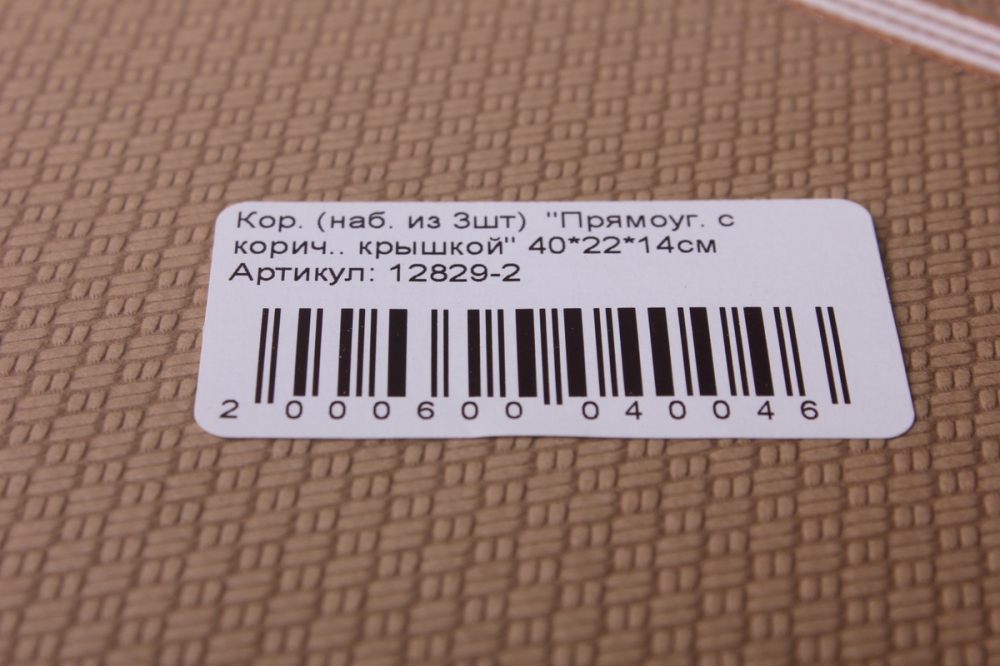 Кор. (наб. из 3шт) "Прямоуг. с
корич.. крышкой" 40*22*14см
Артикул: 12829-2
2 000600 040046